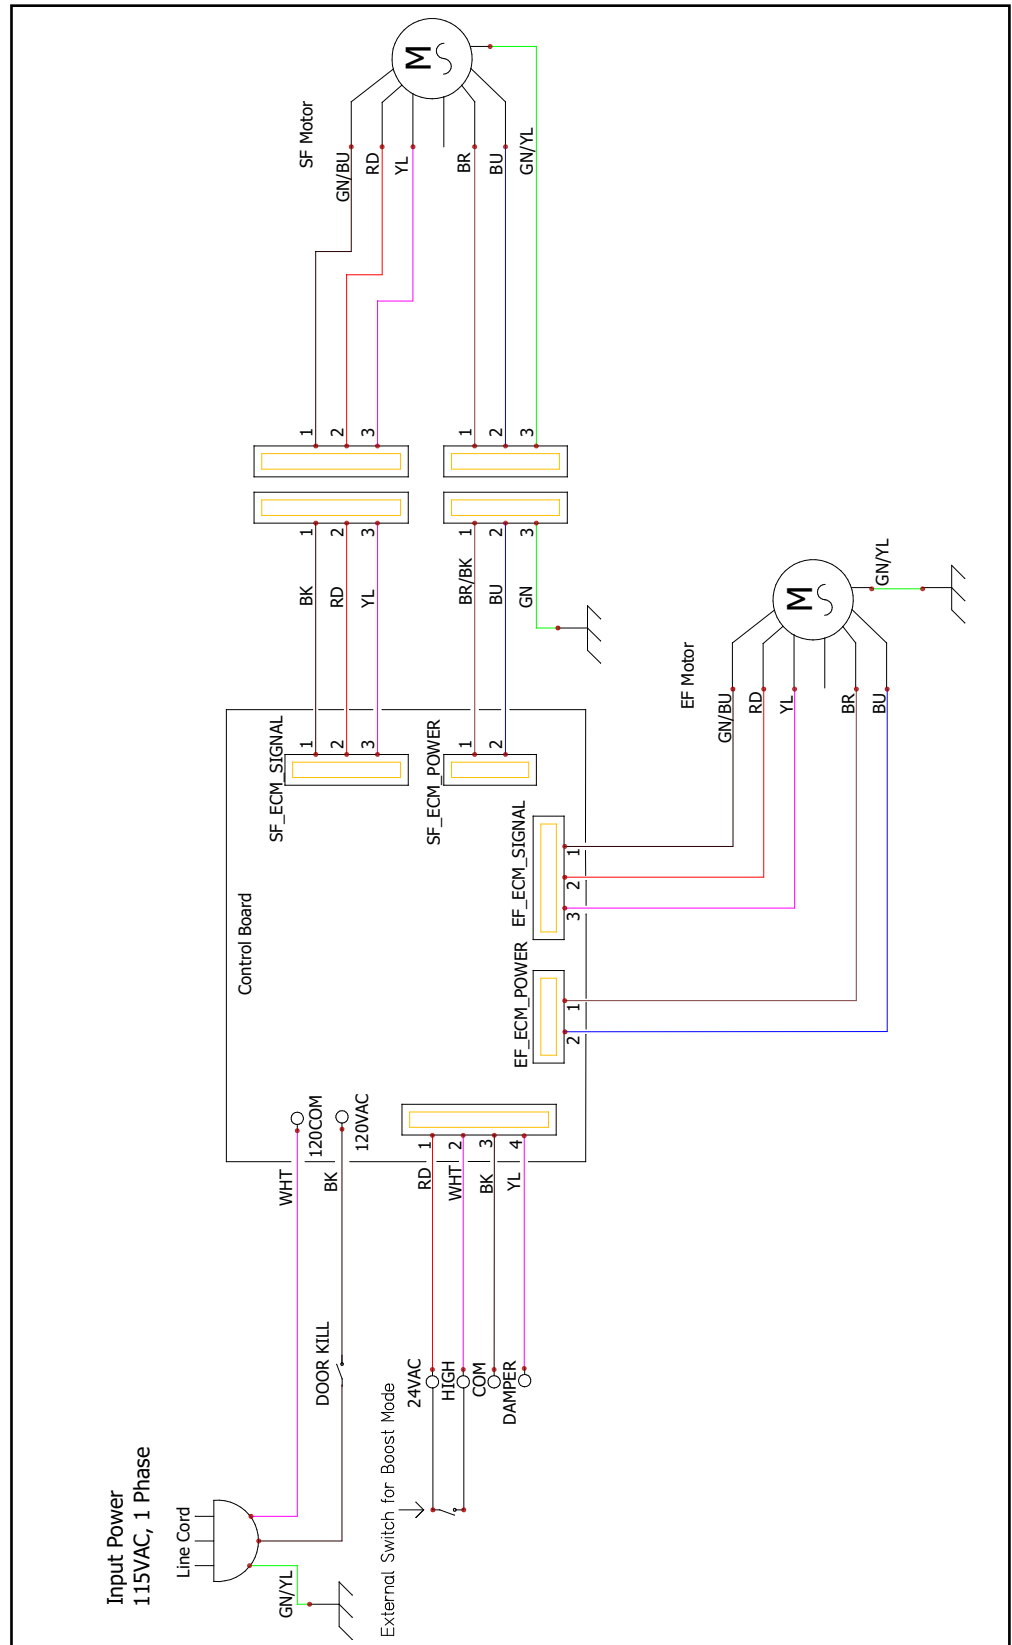 Input Power
115VAC, 1 Phase
Line Cord
GN/YL
WHT
BK
DOOR KILL
External Switch for Boost Mode
24VAC
HIGH
COM
DAMPER
RD
WHT
BK
YL
1
2
3
4
120COM
120VAC
Control Board
SF_ECM_SIGNAL
1
2
3
SF_ECM_POWER
1
2
EF_ECM_SIGNAL
1
2
3
EF_ECM_POWER
1
2
BK
RD
YL
BR/BK
BU
GN
1
2
3
1
2
3
1
2
3
1
2
3
SF Motor
GN/BU
RD
YL
BR
BU
GN/YL
M
EF Motor
GN/BU
RD
YL
BR
BU
GN/YL
M